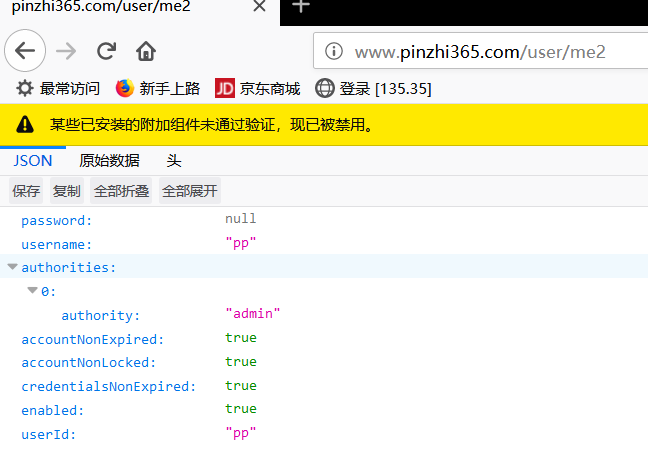 pinzhi365.com/user/me2
www.pinzhi365.com/user/me2
最常访问 新手上路 JD 京东商城 登录 [135.35]
某些已安装的附加组件未通过验证，现已被禁用。
JSON 原始数据 头
保存 复制 全部折叠 全部展开
password: null
username: "pp"
authorities:
0:
authority: "admin"
accountNonExpired: true
accountNonLocked: true
credentialsNonExpired: true
enabled: true
userId: "pp"